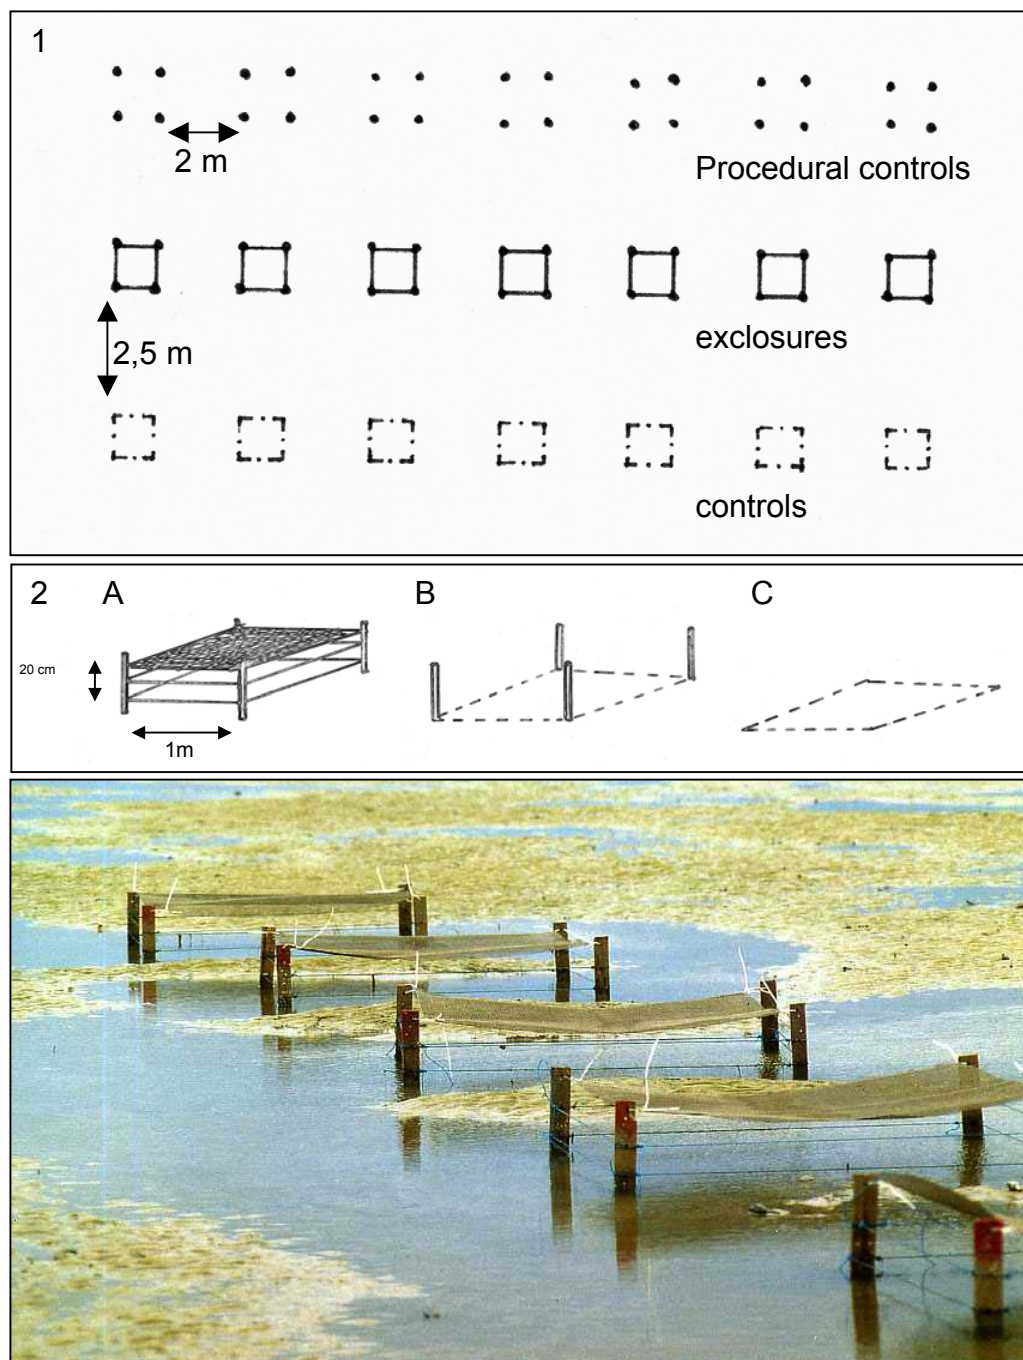 1
2 m
Procedural controls
exclosures
2,5 m
controls
2 A B C
20 cm
1m